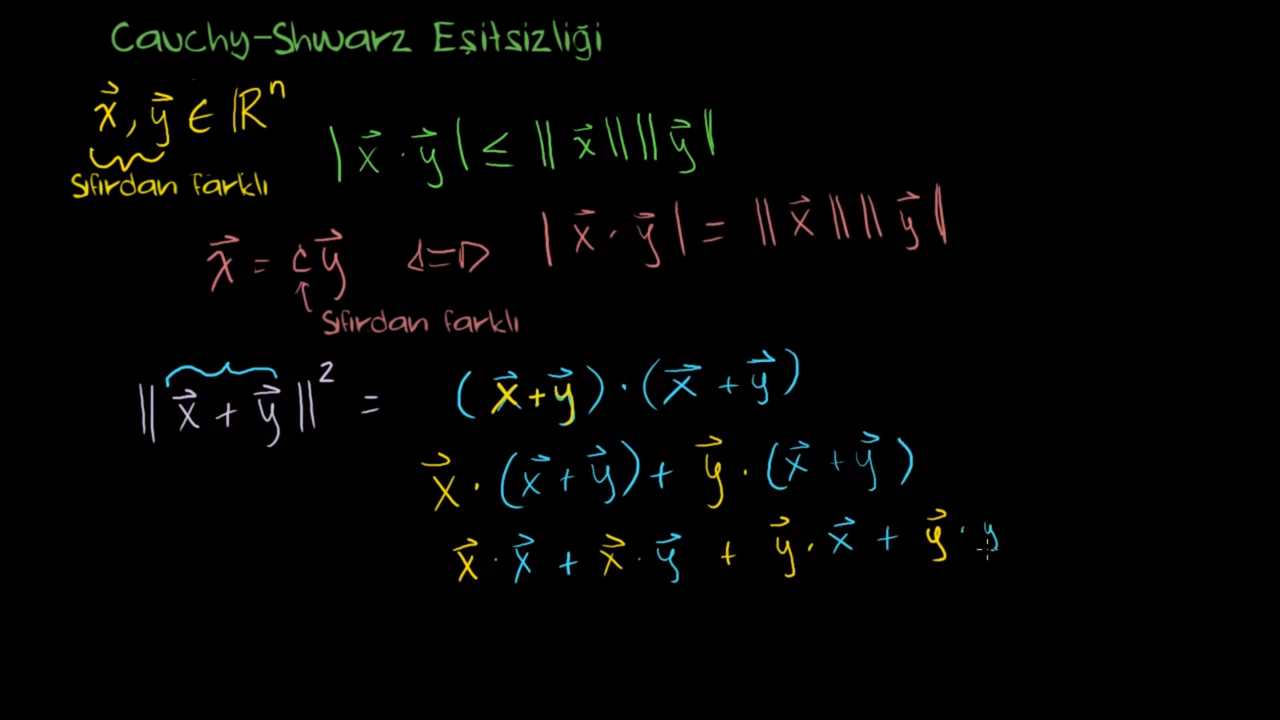 Cauchy-Shwarz Eşitsizliği
x⃗, y⃗ ∈ ℝⁿ
Sıfırdan farklı
|x⃗ · y⃗| ≤ ‖x⃗‖‖y⃗‖
x⃗ = cy⃗ ⇔ |x⃗ · y⃗| = ‖x⃗‖‖y⃗‖
↑
Sıfırdan farklı
‖x⃗ + y⃗‖² = (x⃗+y⃗) · (x⃗ + y⃗)
x⃗ · (x⃗ + y⃗) + y⃗ · (x⃗ + y⃗)
x⃗ · x⃗ + x⃗ · y⃗ + y⃗ · x⃗ + y⃗ · y